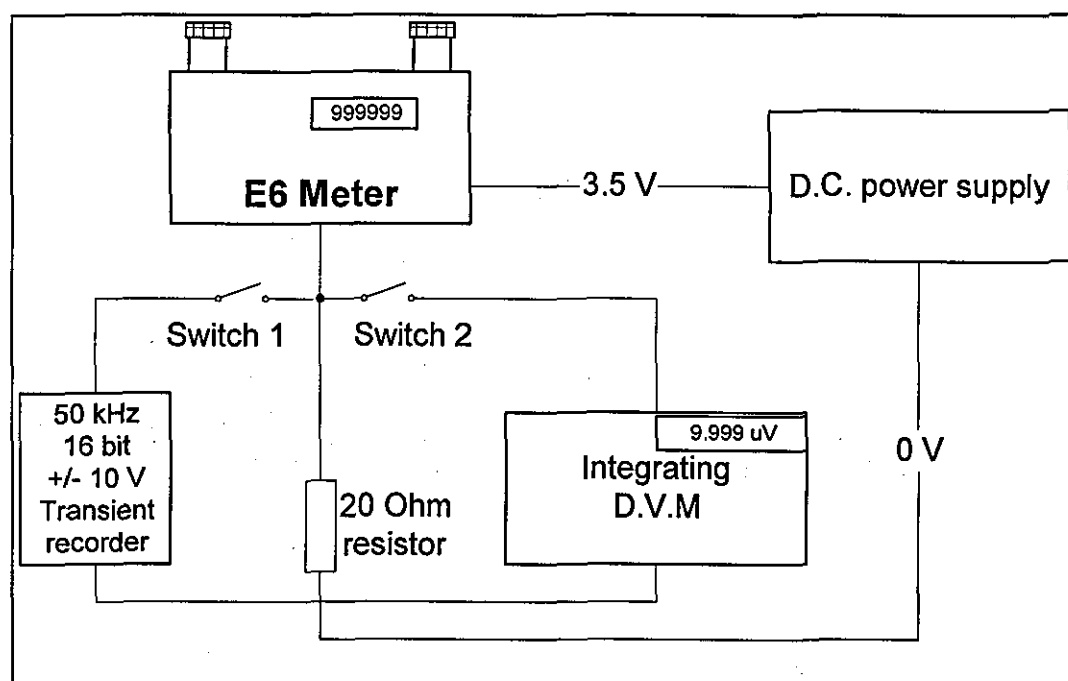 999999
E6 Meter
3.5 V
D.C. power supply
Switch 1
Switch 2
50 kHz
16 bit
+/- 10 V
Transient
recorder
20 Ohm
resistor
9.999 uV
Integrating
D.V.M
0 V